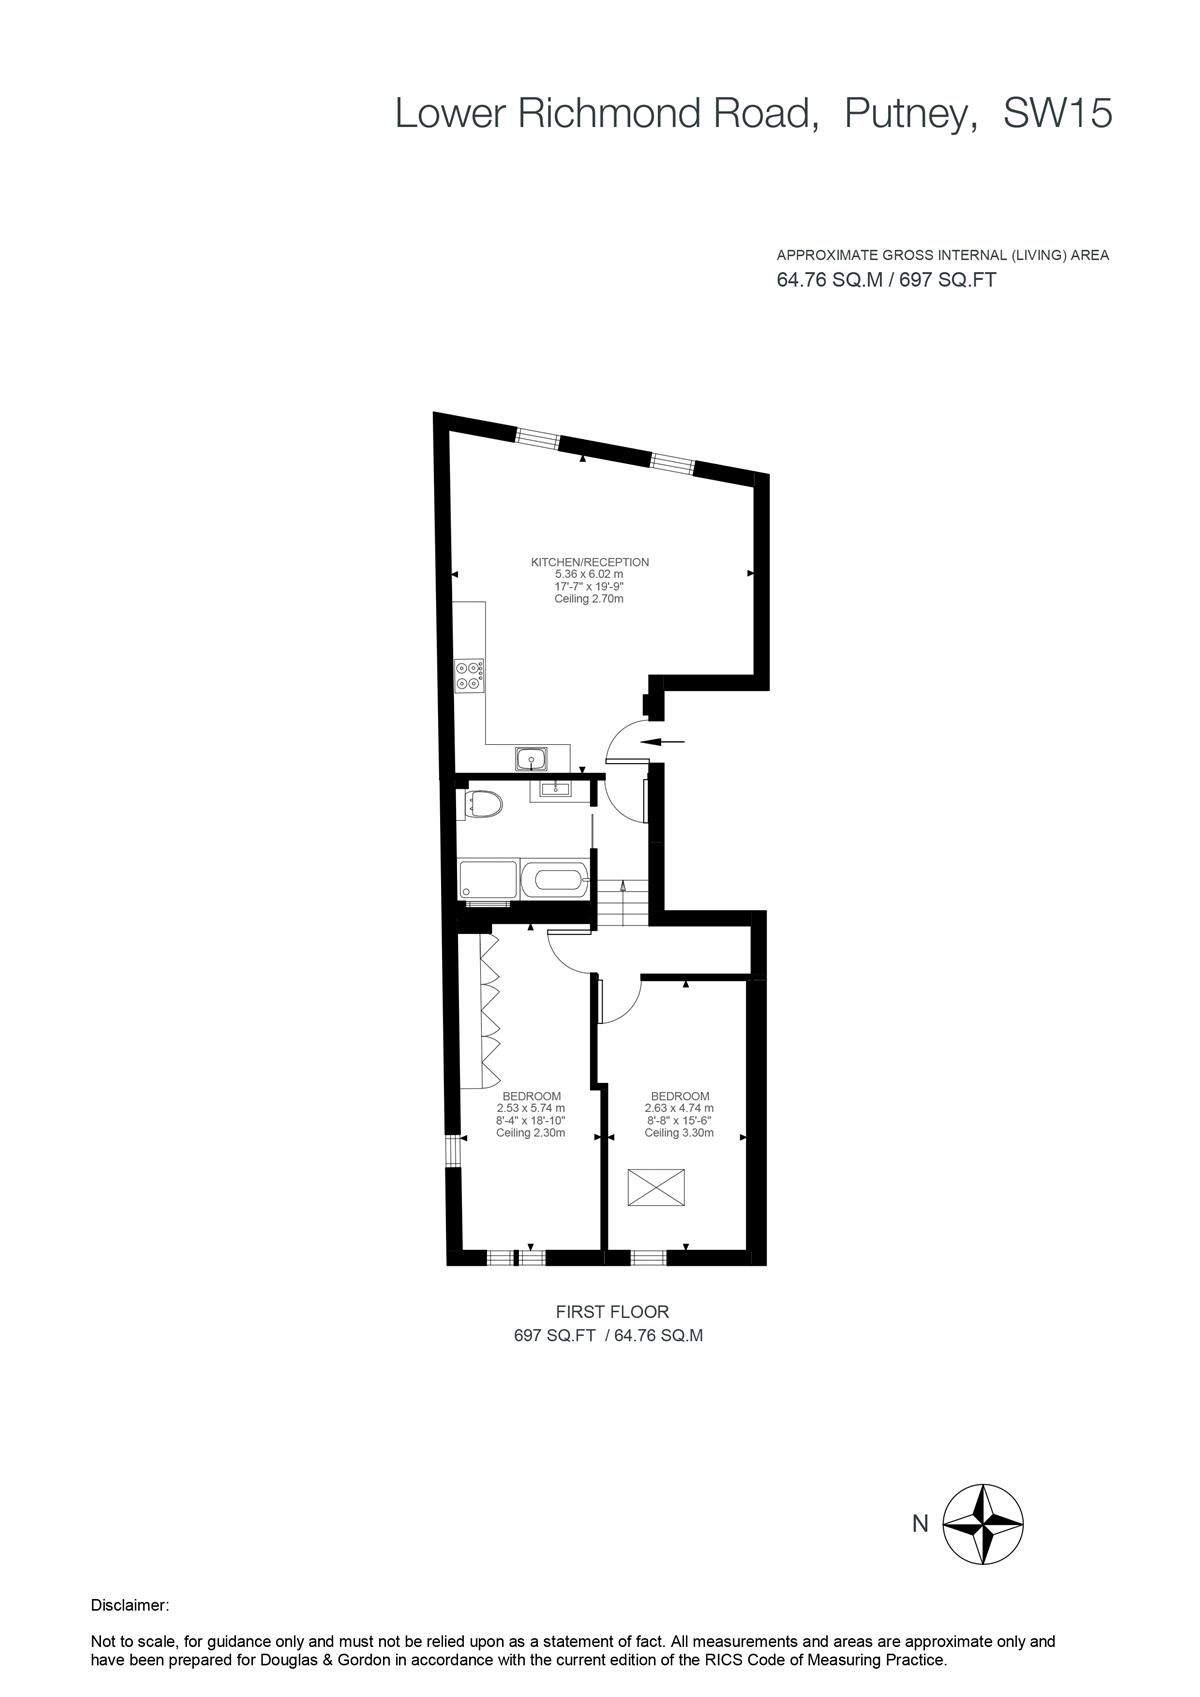 Lower Richmond Road,  Putney,  SW15
APPROXIMATE GROSS INTERNAL (LIVING) AREA
64.76 SQ.M / 697 SQ.FT
KITCHEN/RECEPTION
5.36 x 6.02 m
17'-7" x 19'-9"
Ceiling 2.70m
BEDROOM
2.53 x 5.74 m
8'-4" x 18'-10"
Ceiling 2.30m
BEDROOM
2.63 x 4.74 m
8'-8" x 15'-6"
Ceiling 3.30m
FIRST FLOOR
697 SQ.FT  / 64.76 SQ.M
N
Disclaimer:
Not to scale, for guidance only and must not be relied upon as a statement of fact. All measurements and areas are approximate only and
have been prepared for Douglas & Gordon in accordance with the current edition of the RICS Code of Measuring Practice.